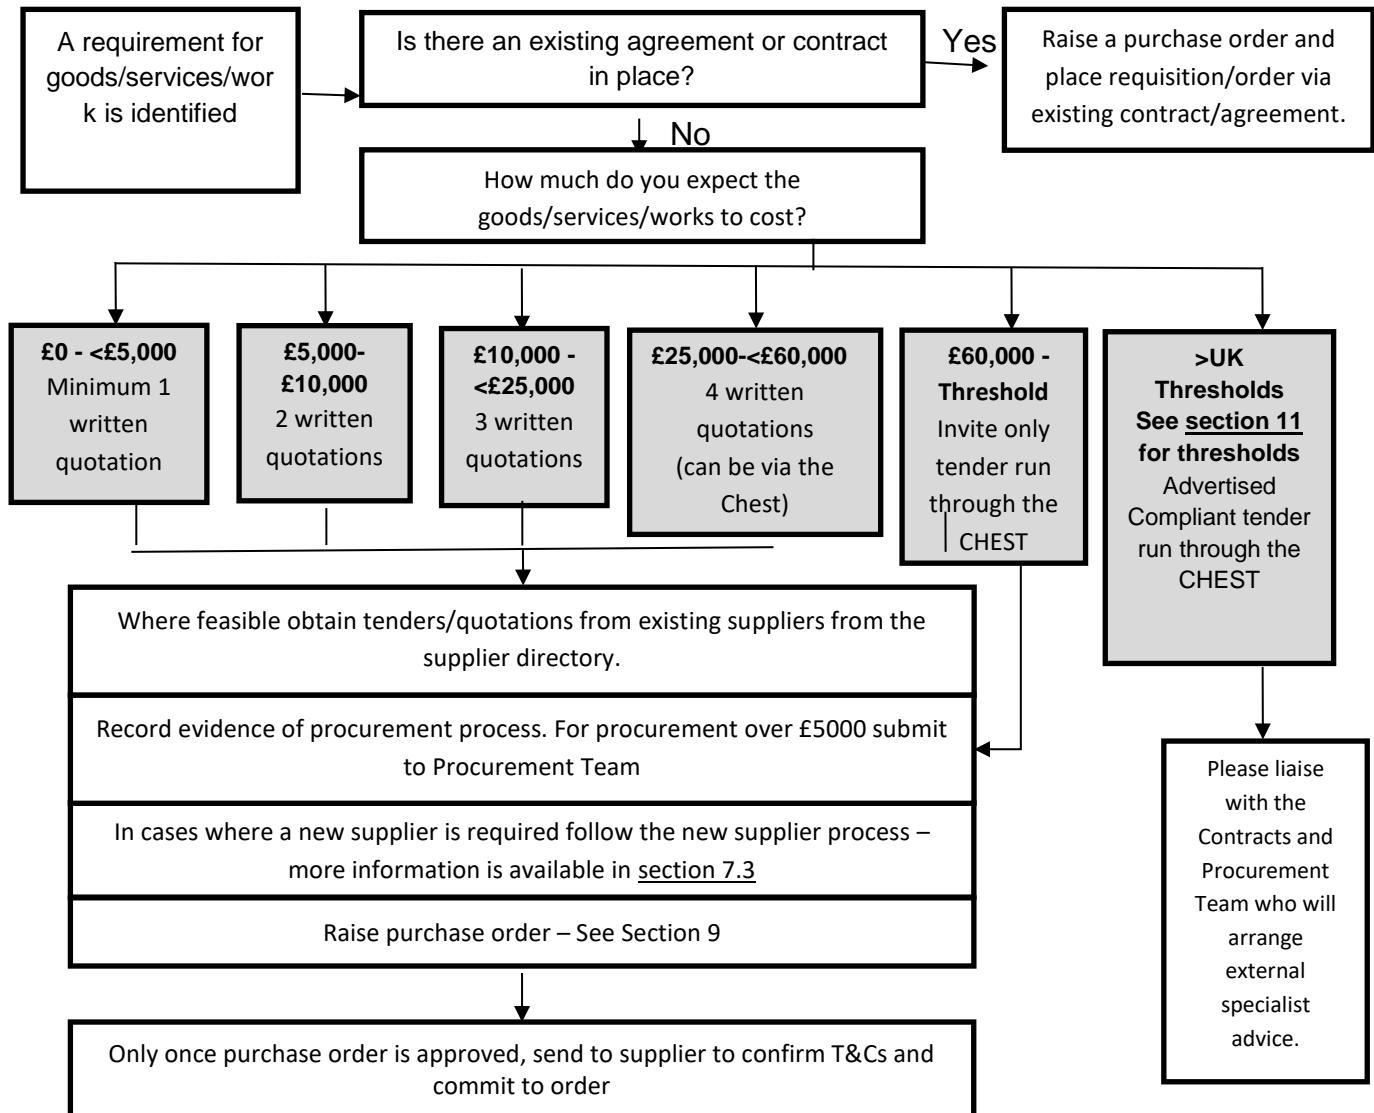 A requirement for
goods/services/wor
k is identified
Is there an existing agreement or contract
in place?
Yes
Raise a purchase order and
place requisition/order via
existing contract/agreement.
No
How much do you expect the
goods/services/works to cost?
£0 - <£5,000
Minimum 1
written
quotation
£5,000-
£10,000
2 written
quotations
£10,000 -
<£25,000
3 written
quotations
£25,000-<£60,000
4 written
quotations
(can be via the
Chest)
£60,000 -
Threshold
Invite only
tender run
through the
CHEST
>UK
Thresholds
See section 11
for thresholds
Advertised
Compliant tender
run through the
CHEST
Where feasible obtain tenders/quotations from existing suppliers from the
supplier directory.
Record evidence of procurement process. For procurement over £5000 submit
to Procurement Team
In cases where a new supplier is required follow the new supplier process –
more information is available in section 7.3
Raise purchase order – See Section 9
Only once purchase order is approved, send to supplier to confirm T&Cs and
commit to order
Please liaise
with the
Contracts and
Procurement
Team who will
arrange
external
specialist
advice.